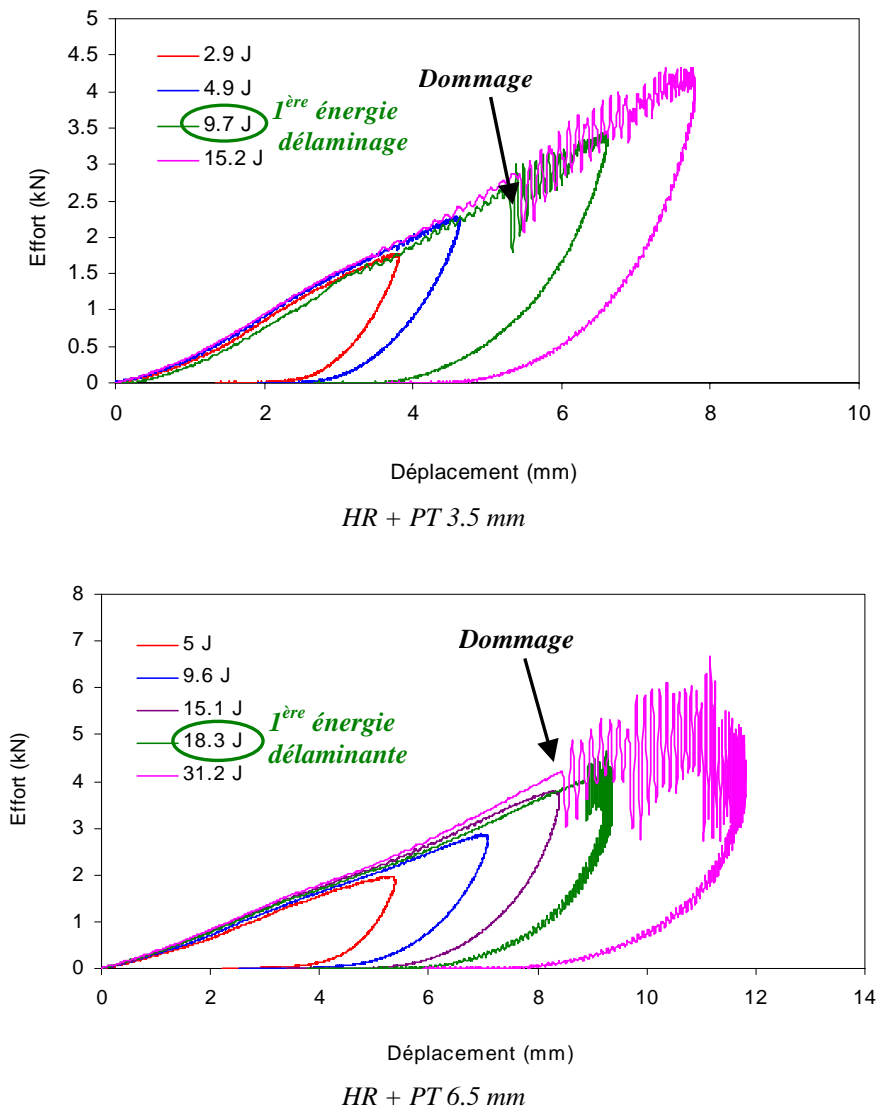 5
4.5
4
3.5
3
2.5
2
1.5
1
0.5
0
Effort (kN)
2.9 J
4.9 J
9.7 J
15.2 J
1ère énergie
délaminage
Dommage
0 2 4 6 8 10
Déplacement (mm)
HR + PT 3.5 mm
8
7
6
5
4
3
2
1
0
Effort (kN)
5 J
9.6 J
15.1 J
18.3 J
31.2 J
1ère énergie
délaminante
Dommage
0 2 4 6 8 10 12 14
Déplacement (mm)
HR + PT 6.5 mm